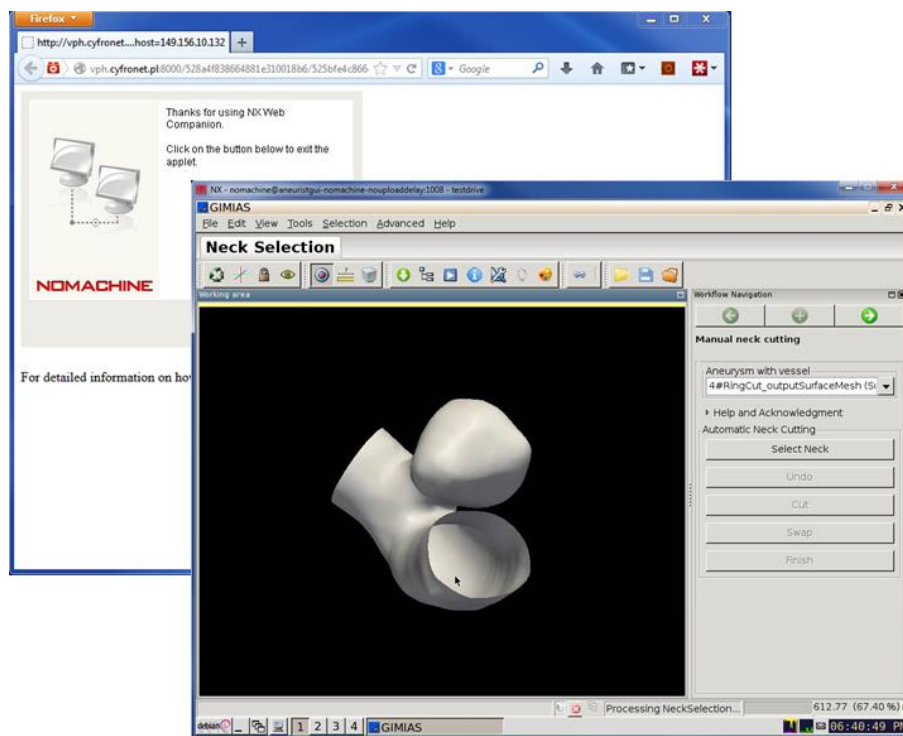 Firefox
http://vph.cyfronet....host=149.156.10.132
vph.cyfronet.pl:8000/528a4f838664881e310018b6/525bfe4c866
Google
Thanks for using NX Web
Companion.
Click on the button below to exit the
applet.
NOMACHINE
For detailed information on ho
NX - nomachine@aneuristgui-nomachine-nouploaddelay:1008 - testdrive
GIMIAS
File Edit View Tools Selection Advanced Help
Neck Selection
Working area
Workflow Navigation
Manual neck cutting
Aneurysm with vessel
4#RingCut_outputSurfaceMesh (Su
Help and Acknowledgment
Automatic Neck Cutting
Select Neck
Undo
Cut
Swap
Finish
Processing NeckSelection...
612.77 (67.40 %)
debian
1 2 3 4
GIMIAS
06:40:49 PM